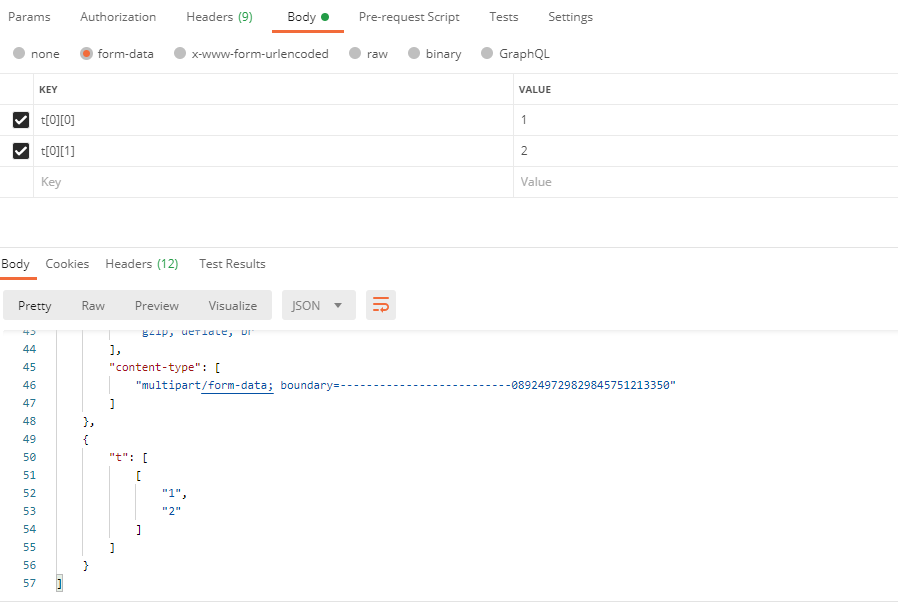 Params Authorization Headers (9) Body Pre-request Script Tests Settings
none form-data x-www-form-urlencoded raw binary GraphQL
KEY VALUE
t[0][0] 1
t[0][1] 2
Key Value
Body Cookies Headers (12) Test Results
Pretty Raw Preview Visualize JSON
43 gzip, deflate, br
44 ],
45 "content-type": [
46 "multipart/form-data; boundary=--------------------------089249729829845751213350"
47 ]
48 },
49 {
50 "t": [
51 [
52 "1",
53 "2"
54 ]
55 ]
56 }
57 ]